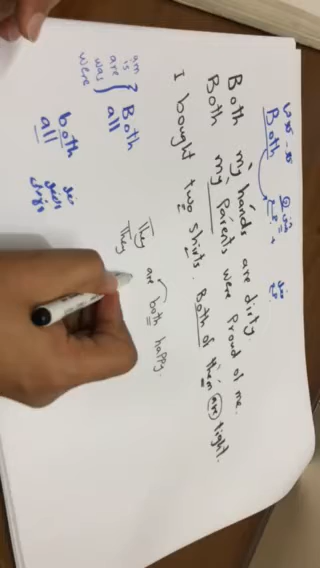 Both
Both my hands are dirty.
Both my parents were proud of me.
I bought two shirts. Both of them are tight.
am
is
are
was
were
} Both
all
They are both happy.
They
both
all